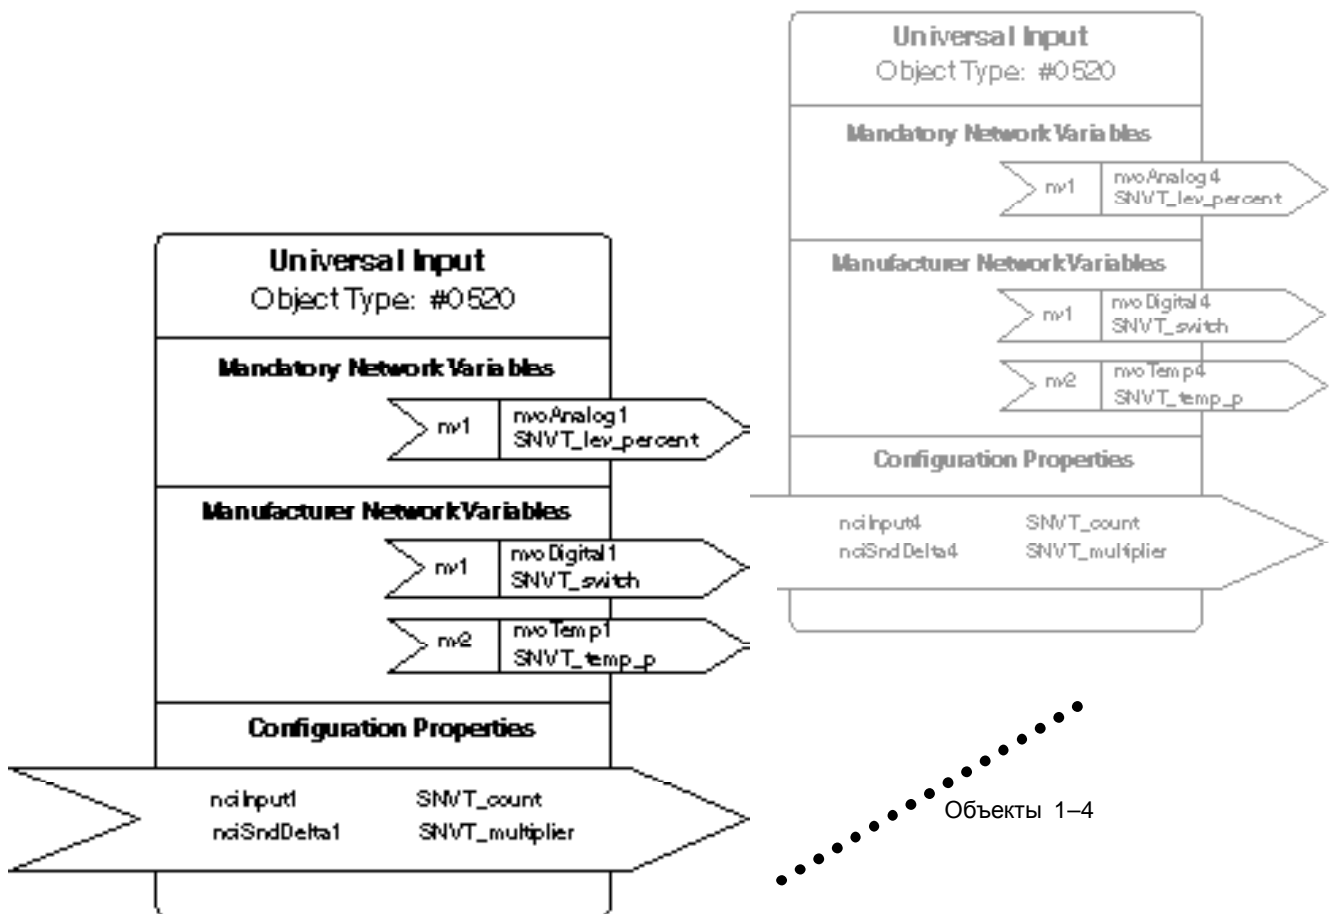 Universal Input
Object Type: #0520
Mandatory Network Variables
nv1
nvoAnalog4
SNVT_lev_percent
Manufacturer Network Variables
nv1
nvoDigital4
SNVT_switch
nv2
nvoTemp4
SNVT_temp_p
Configuration Properties
nciInput4 SNVT_count
nciSndDelta4 SNVT_multiplier
Universal Input
Object Type: #0520
Mandatory Network Variables
nv1
nvoAnalog1
SNVT_lev_percent
Manufacturer Network Variables
nv1
nvoDigital1
SNVT_switch
nv2
nvoTemp1
SNVT_temp_p
Configuration Properties
nciInput1 SNVT_count
nciSndDelta1 SNVT_multiplier
Объекты 1–4